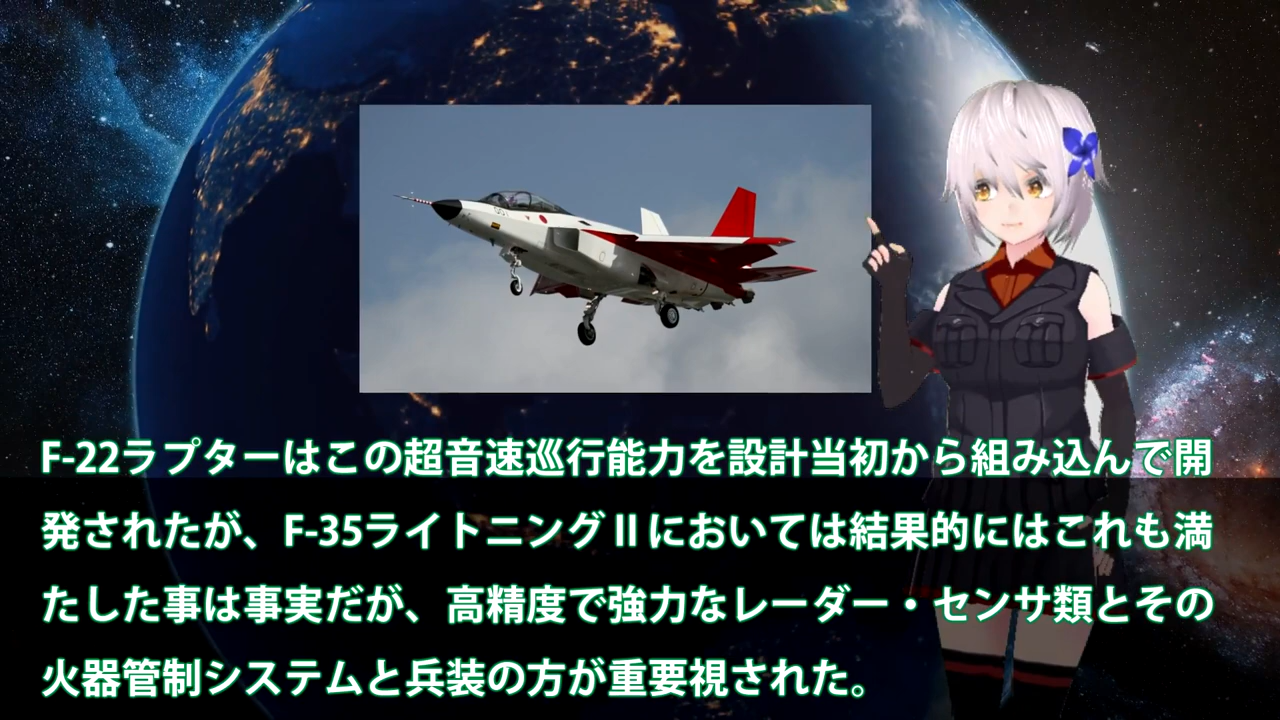 001
F-22ラプターはこの超音速巡行能力を設計当初から組み込んで開
発されたが、F-35ライトニングⅡにおいては結果的にはこれも満
たした事は事実だが、高精度で強力なレーダー・センサ類とその
火器管制システムと兵装の方が重要視された。